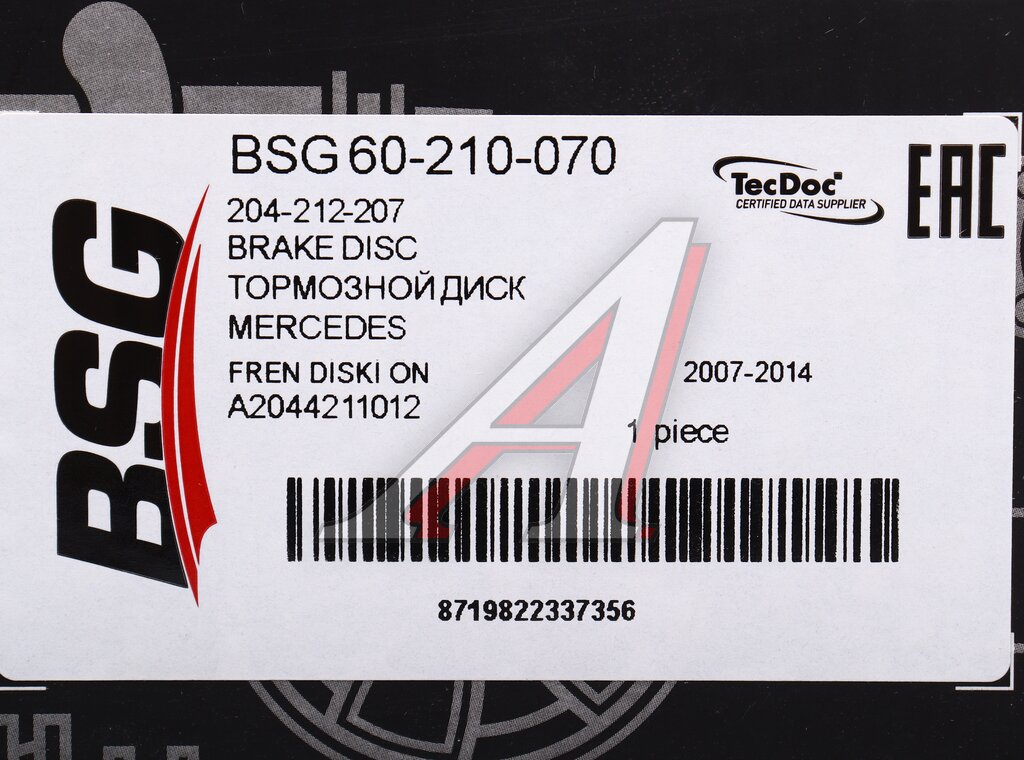 BSG 60-210-070
204-212-207
BRAKE DISC
ТОРМОЗНОЙ ДИСК
MERCEDES
FREN DISKI ON
2007-2014
A2044211012
1 piece
8719822337356
TecDoc
CERTIFIED DATA SUPPLIER
EAC
BSG